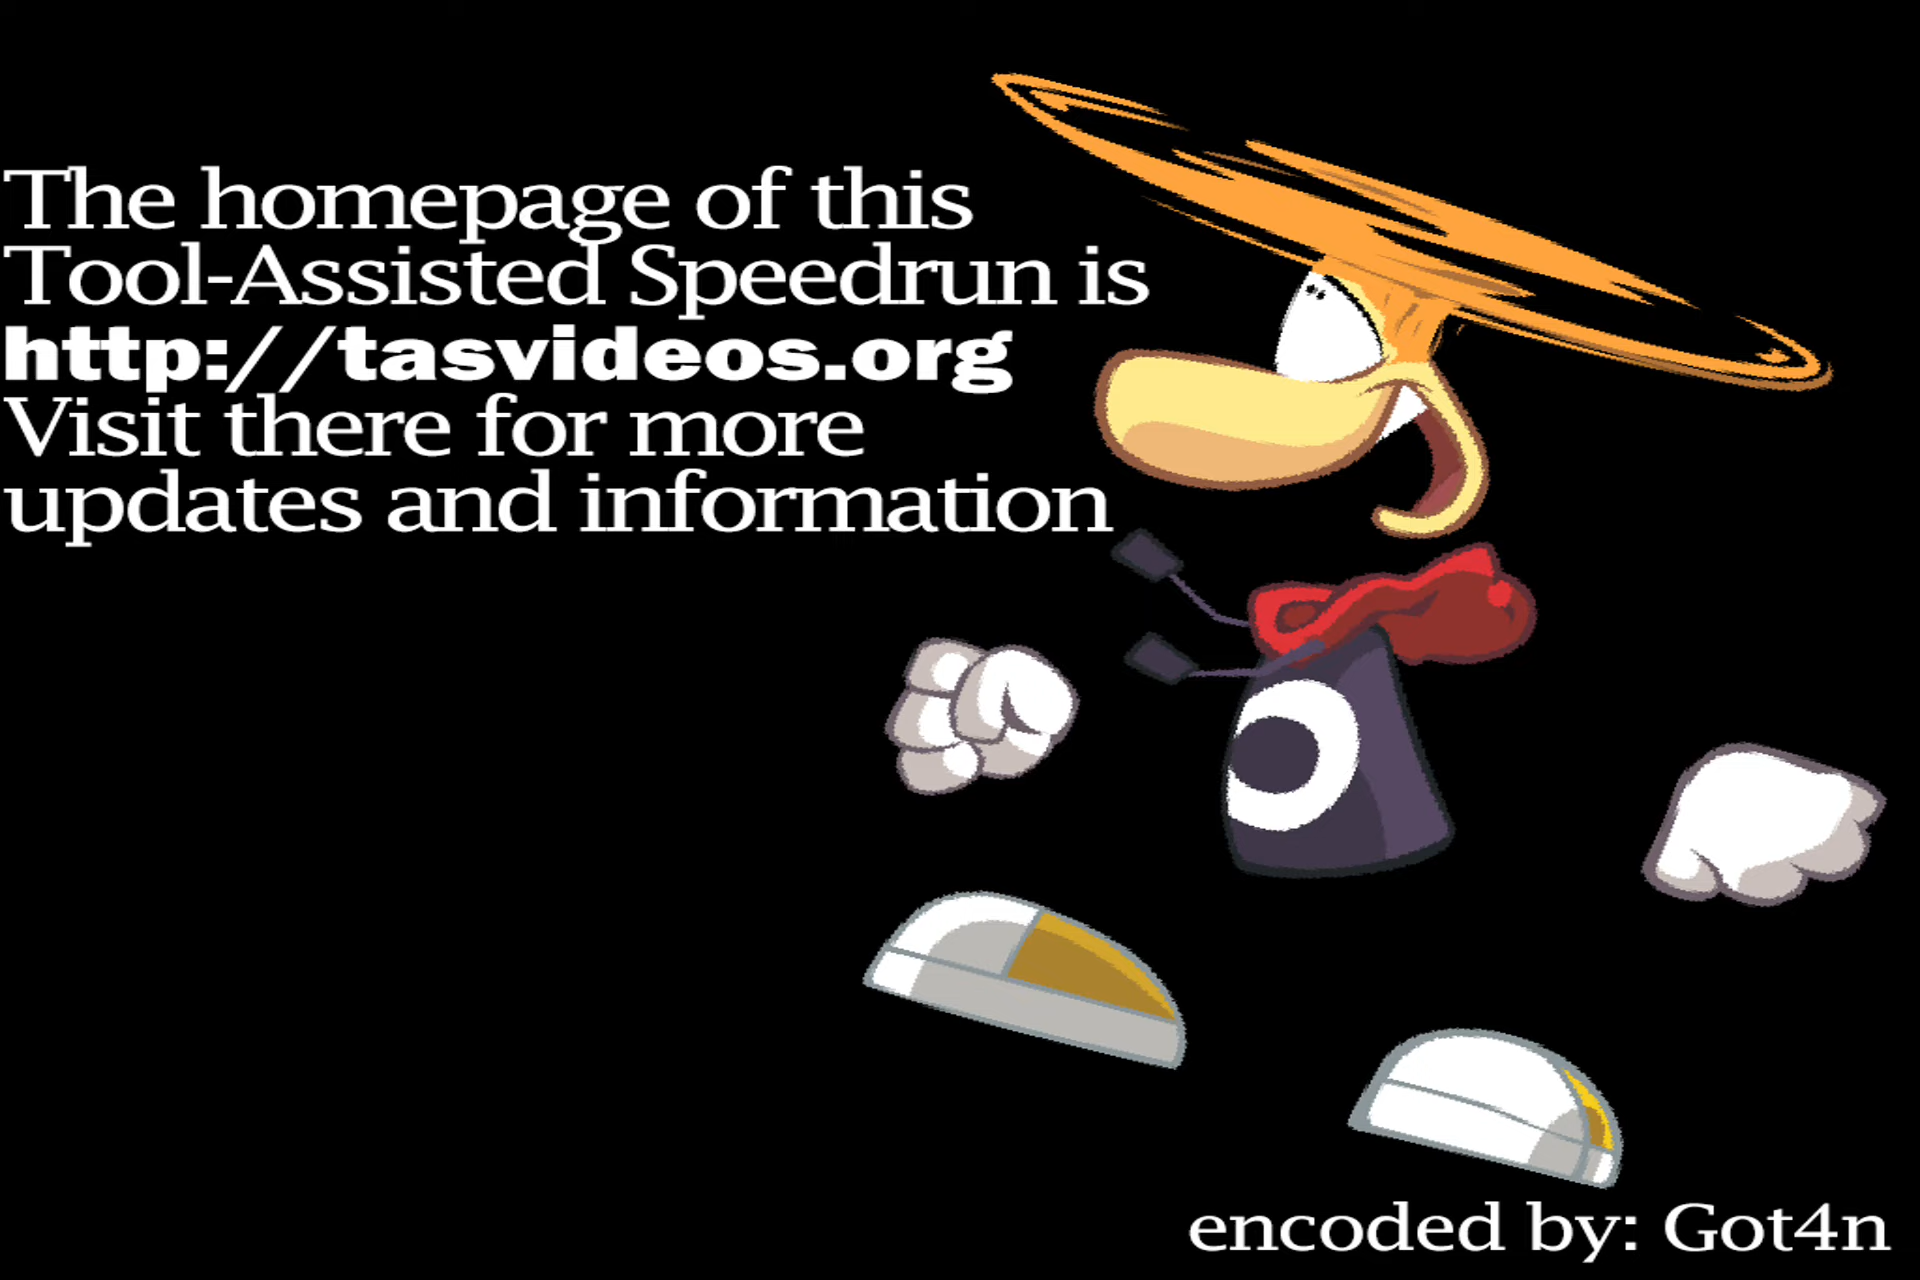 The homepage of this
Tool-Assisted Speedrun is
http://tasvideos.org
Visit there for more
updates and information
encoded by: Got4n